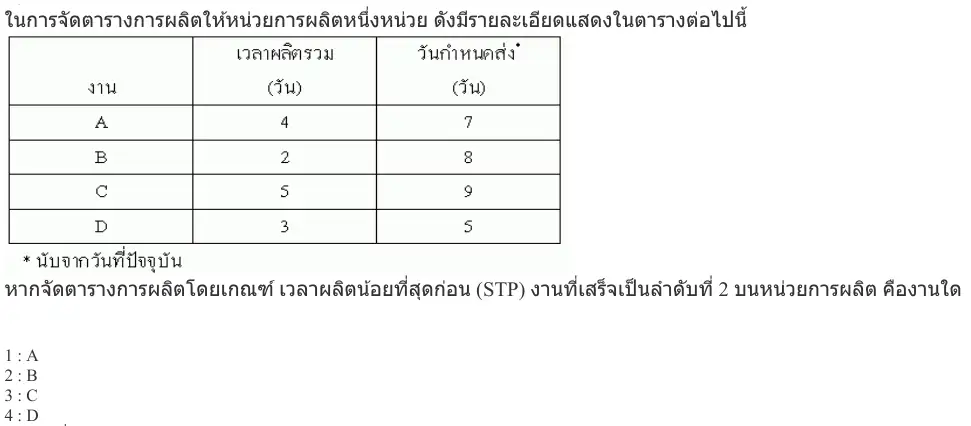 ในการจัดตารางการผลิตให้หน่วยการผลิตหนึ่งหน่วย ดังมีรายละเอียดแสดงในตารางต่อไปนี้
งาน เวลาผลิตรวม (วัน) วันกำหนดส่ง* (วัน)
A 4 7
B 2 8
C 5 9
D 3 5
* นับจากวันที่ปัจจุบัน
หากจัดตารางการผลิตโดยเกณฑ์ เวลาผลิตน้อยที่สุดก่อน (STP) งานที่เสร็จเป็นลำดับที่ 2 บนหน่วยการผลิต คืองานใด
1 : A
2 : B
3 : C
4 : D